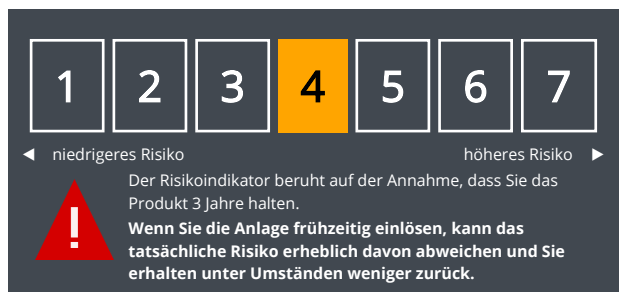 1 2 3 4 5 6 7
niedrigeres Risiko höheres Risiko
Der Risikoindikator beruht auf der Annahme, dass Sie das
Produkt 3 Jahre halten.
Wenn Sie die Anlage frühzeitig einlösen, kann das
tatsächliche Risiko erheblich davon abweichen und Sie
erhalten unter Umständen weniger zurück.